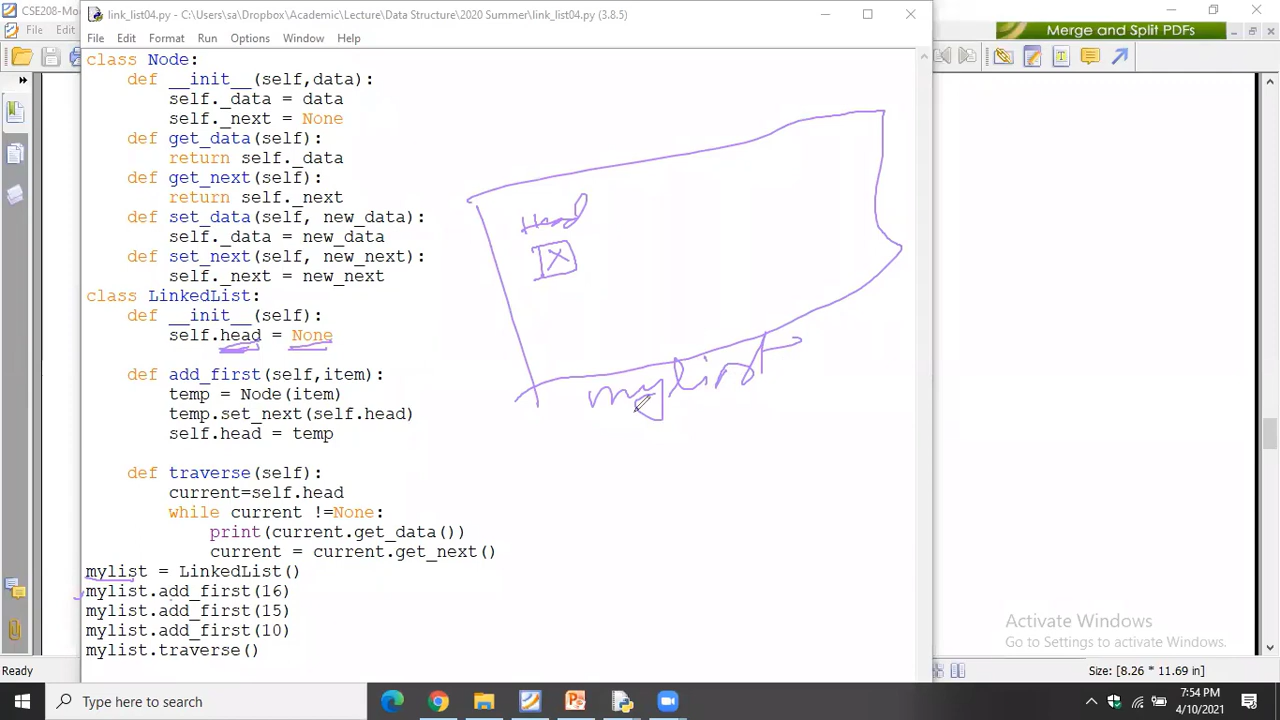 CSE208-Mo
link_list04.py - C:\Users\sa\Dropbox\Academic\Lecture\Data Structure\2020 Summer\link_list04.py (3.8.5)
File Edit
File Edit Format Run Options Window Help
Merge and Split PDFs
class Node:
def __init__(self,data):
self._data = data
self._next = None
def get_data(self):
return self._data
def get_next(self):
return self._next
def set_data(self, new_data):
self._data = new_data
def set_next(self, new_next):
self._next = new_next
class LinkedList:
def __init__(self):
self.head = None
def add_first(self,item):
temp = Node(item)
temp.set_next(self.head)
self.head = temp
def traverse(self):
current=self.head
while current !=None:
print(current.get_data())
current = current.get_next()
mylist = LinkedList()
mylist.add_first(16)
mylist.add_first(15)
mylist.add_first(10)
mylist.traverse()
Head
X
mylist
Activate Windows
Go to Settings to activate Windows.
Ready
Size: [8.26 * 11.69 in]
Type here to search
7:54 PM
4/10/2021